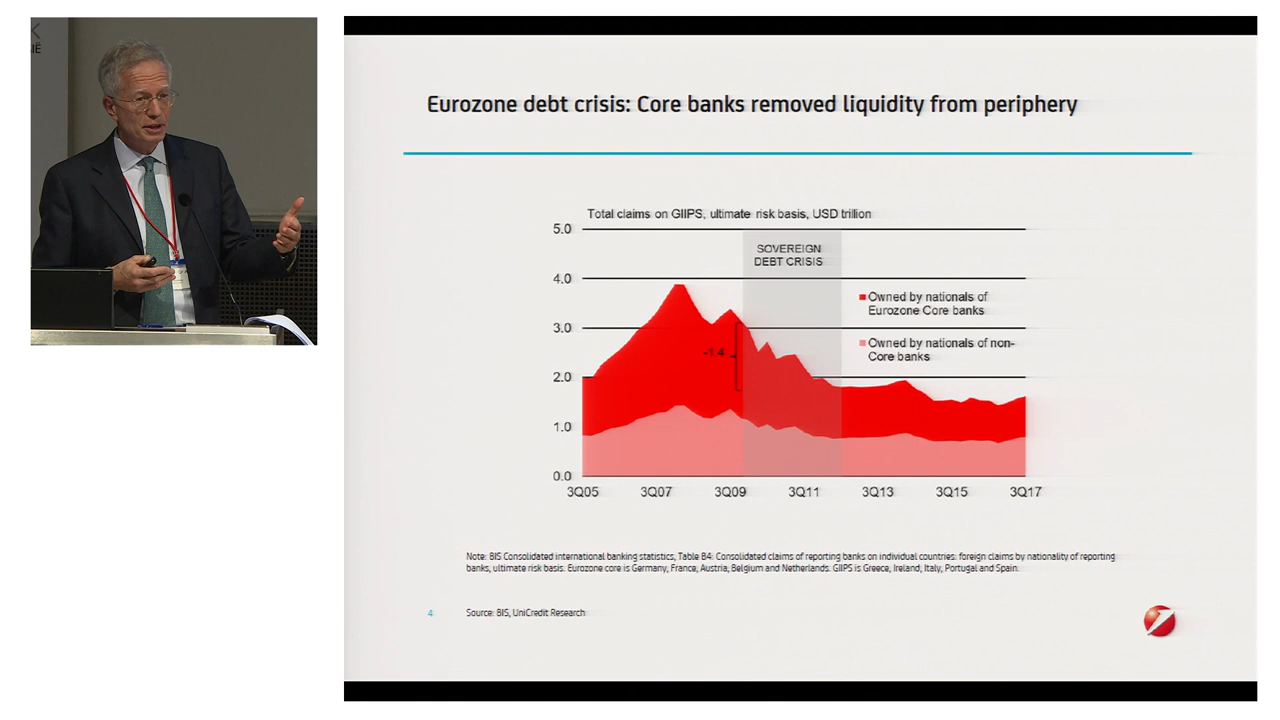 IË
Eurozone debt crisis: Core banks removed liquidity from periphery
Total claims on GIIPS, ultimate risk basis, USD trillion
5.0
4.0
3.0
2.0
1.0
0.0
SOVEREIGN
DEBT CRISIS
-1.4
Owned by nationals of
Eurozone Core banks
Owned by nationals of non-
Core banks
3Q05 3Q07 3Q09 3Q11 3Q13 3Q15 3Q17
Note: BIS Consolidated international banking statistics, Table B4: Consolidated claims of reporting banks on individual countries: foreign claims by nationality of reporting
banks, ultimate risk basis. Eurozone core is Germany, France, Austria, Belgium and Netherlands. GIIPS is Greece, Ireland, Italy, Portugal and Spain.
4 Source: BIS, UniCredit Research